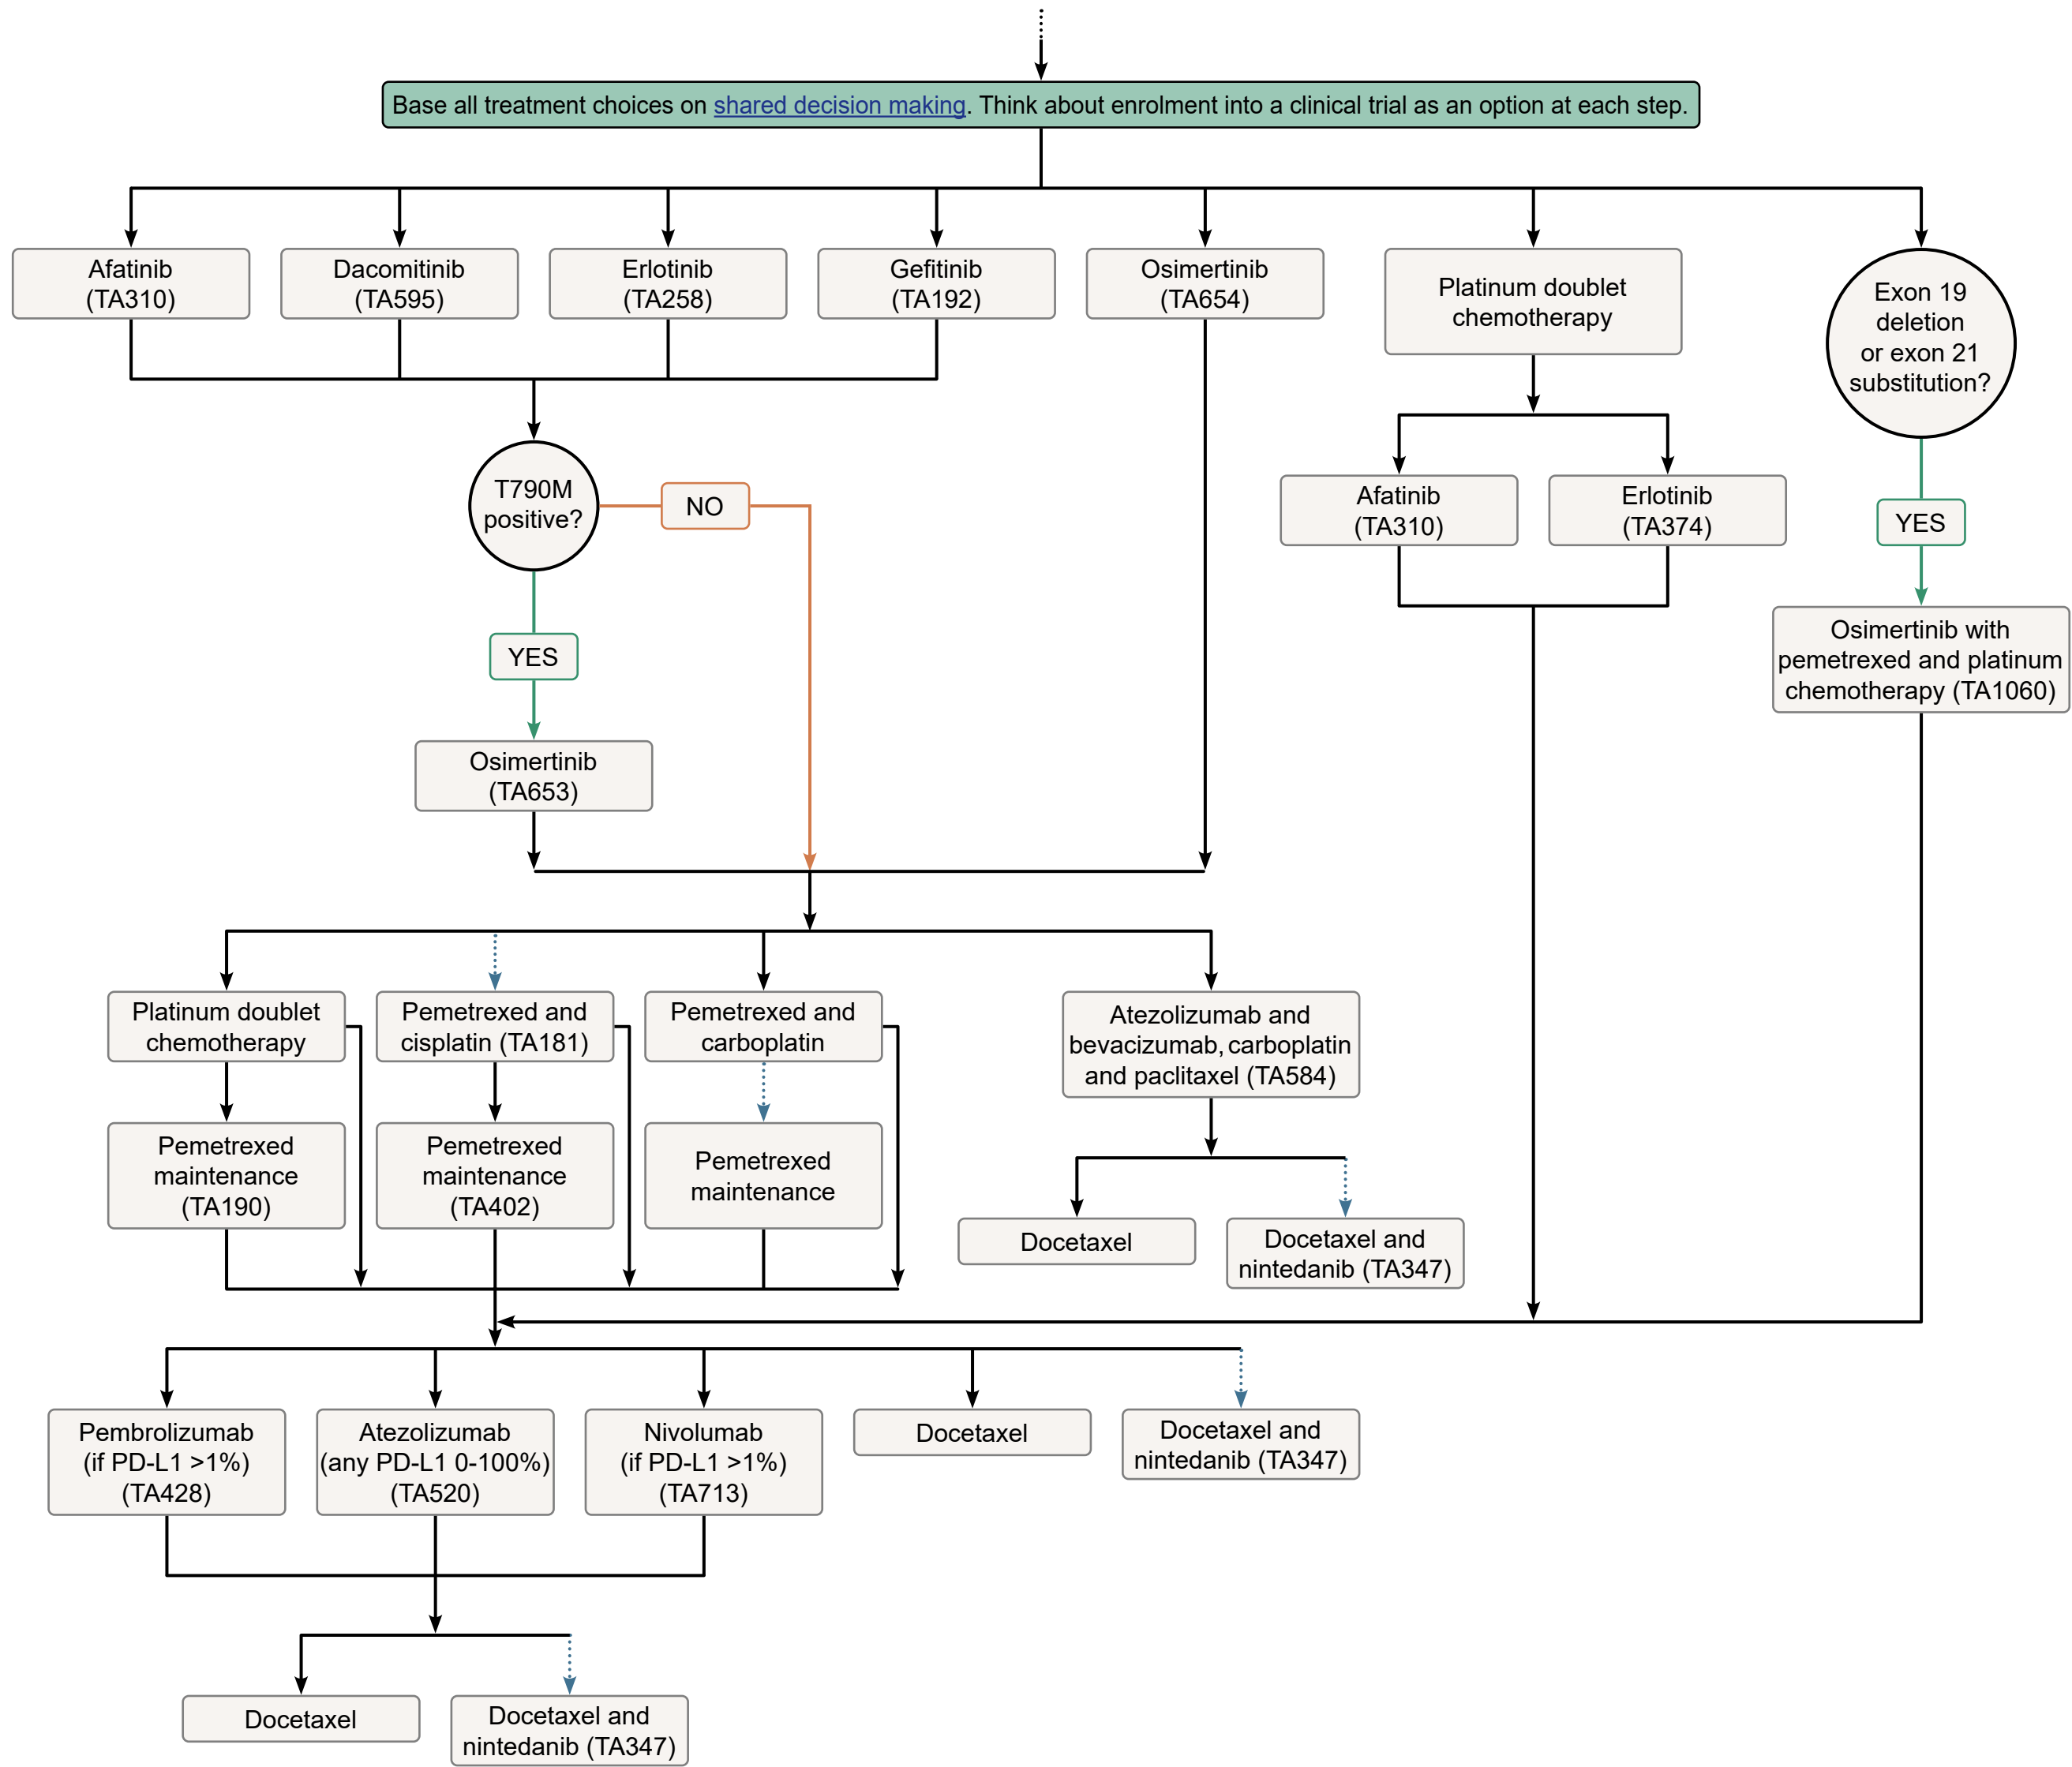 Base all treatment choices on shared decision making. Think about enrolment into a clinical trial as an option at each step.
Afatinib
(TA310)
Dacomitinib
(TA595)
Erlotinib
(TA258)
Gefitinib
(TA192)
Osimertinib
(TA654)
Platinum doublet
chemotherapy
Exon 19
deletion
or exon 21
substitution?
T790M
positive?
NO
Afatinib
(TA310)
Erlotinib
(TA374)
YES
YES
Osimertinib with
pemetrexed and platinum
chemotherapy (TA1060)
Osimertinib
(TA653)
Platinum doublet
chemotherapy
Pemetrexed and
cisplatin (TA181)
Pemetrexed and
carboplatin
Atezolizumab and
bevacizumab, carboplatin
and paclitaxel (TA584)
Pemetrexed
maintenance
(TA190)
Pemetrexed
maintenance
(TA402)
Pemetrexed
maintenance
Docetaxel
Docetaxel and
nintedanib (TA347)
Pembrolizumab
(if PD-L1 >1%)
(TA428)
Atezolizumab
(any PD-L1 0-100%)
(TA520)
Nivolumab
(if PD-L1 >1%)
(TA713)
Docetaxel
Docetaxel and
nintedanib (TA347)
Docetaxel
Docetaxel and
nintedanib (TA347)